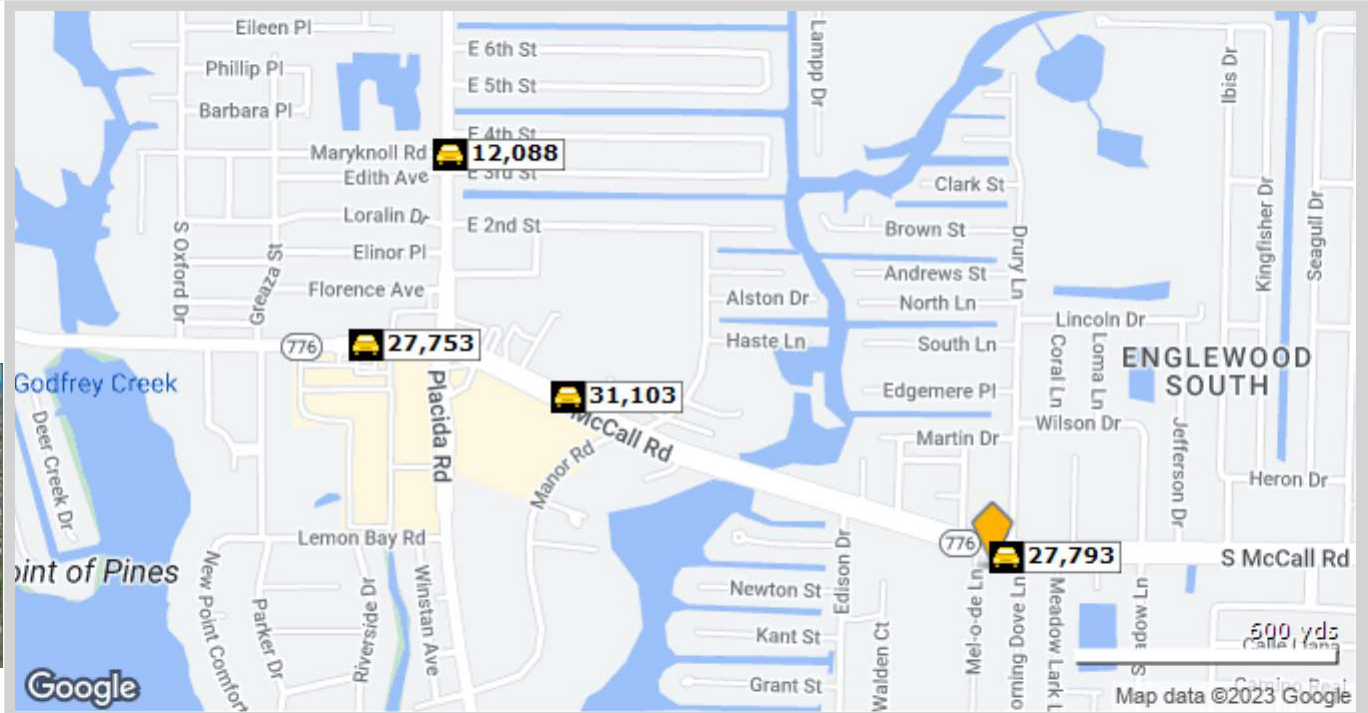 Eileen Pl
E 6th St
Phillip Pl
E 5th St
Barbara Pl
E 4th St
Maryknoll Rd
12,088
Edith Ave
E 3rd St
Loralin Dr
E 2nd St
Elinor Pl
Florence Ave
S Oxford Dr
Greaza St
Lampp Dr
Ibis Dr
Clark St
Brown St
Andrews St
North Ln
South Ln
Alston Dr
Haste Ln
Drury Ln
Kingfisher Dr
Seagull Dr
Lincoln Dr
Coral Ln
Loma Ln
ENGLEWOOD
SOUTH
776
27,753
Godfrey Creek
Placida Rd
31,103
McCall Rd
Manor Rd
Edgemere Pl
Martin Dr
Wilson Dr
Jefferson Dr
Heron Dr
Deer Creek Dr
Lemon Bay Rd
776
27,793
S McCall Rd
oint of Pines
New Point Comfor
Parker Dr
Riverside Dr
Winstan Ave
Newton St
Kant St
Grant St
Edison Dr
Walden Ct
Mel-o-de Ln
orning Dove Ln
Meadow Lark L
adow Ln
600 yds
Google
Map data ©2023 Google